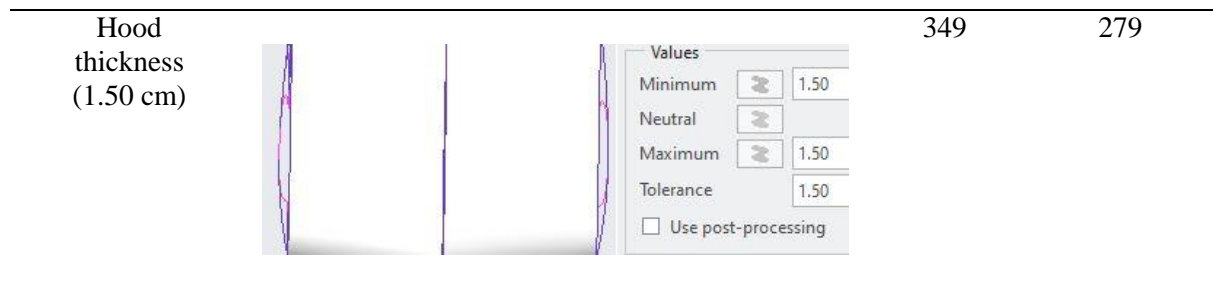 Hood
thickness
(1.50 cm)
Values
Minimum 1.50
Neutral
Maximum 1.50
Tolerance 1.50
Use post-processing
349 279